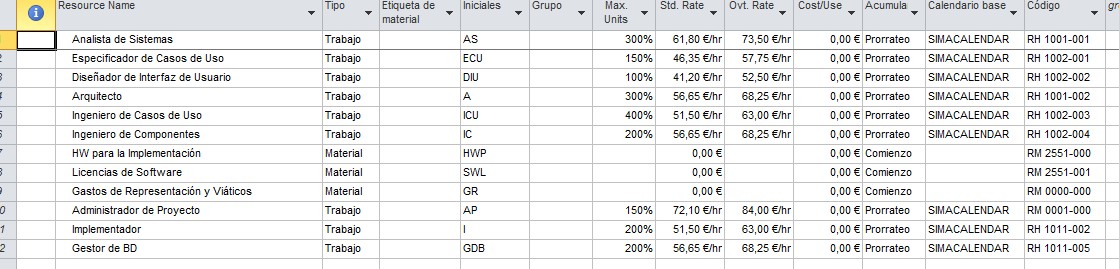 Resource Name Tipo Etiqueta de material Iniciales Grupo Max. Units Std. Rate Ovt. Rate Cost/Use Acumula Calendario base Código
Analista de Sistemas Trabajo AS 300% 61,80 €/hr 73,50 €/hr 0,00 € Prorrateo SIMACALENDAR RH 1001-001
2 Especificador de Casos de Uso Trabajo ECU 150% 46,35 €/hr 57,75 €/hr 0,00 € Prorrateo SIMACALENDAR RH 1002-001
3 Diseñador de Interfaz de Usuario Trabajo DIU 100% 41,20 €/hr 52,50 €/hr 0,00 € Prorrateo SIMACALENDAR RH 1002-002
4 Arquitecto Trabajo A 300% 56,65 €/hr 68,25 €/hr 0,00 € Prorrateo SIMACALENDAR RH 1001-002
5 Ingeniero de Casos de Uso Trabajo ICU 400% 51,50 €/hr 63,00 €/hr 0,00 € Prorrateo SIMACALENDAR RH 1002-003
6 Ingeniero de Componentes Trabajo IC 200% 56,65 €/hr 68,25 €/hr 0,00 € Prorrateo SIMACALENDAR RH 1002-004
7 HW para la Implementación Material HWP 0,00 € 0,00 € Comienzo RM 2551-000
8 Licencias de Software Material SWL 0,00 € 0,00 € Comienzo RM 2551-001
9 Gastos de Representación y Viáticos Material GR 0,00 € 0,00 € Comienzo RM 0000-000
0 Administrador de Proyecto Trabajo AP 150% 72,10 €/hr 84,00 €/hr 0,00 € Prorrateo SIMACALENDAR RH 0001-000
1 Implementador Trabajo I 200% 51,50 €/hr 63,00 €/hr 0,00 € Prorrateo SIMACALENDAR RH 1011-002
2 Gestor de BD Trabajo GDB 200% 56,65 €/hr 68,25 €/hr 0,00 € Prorrateo SIMACALENDAR RH 1011-005